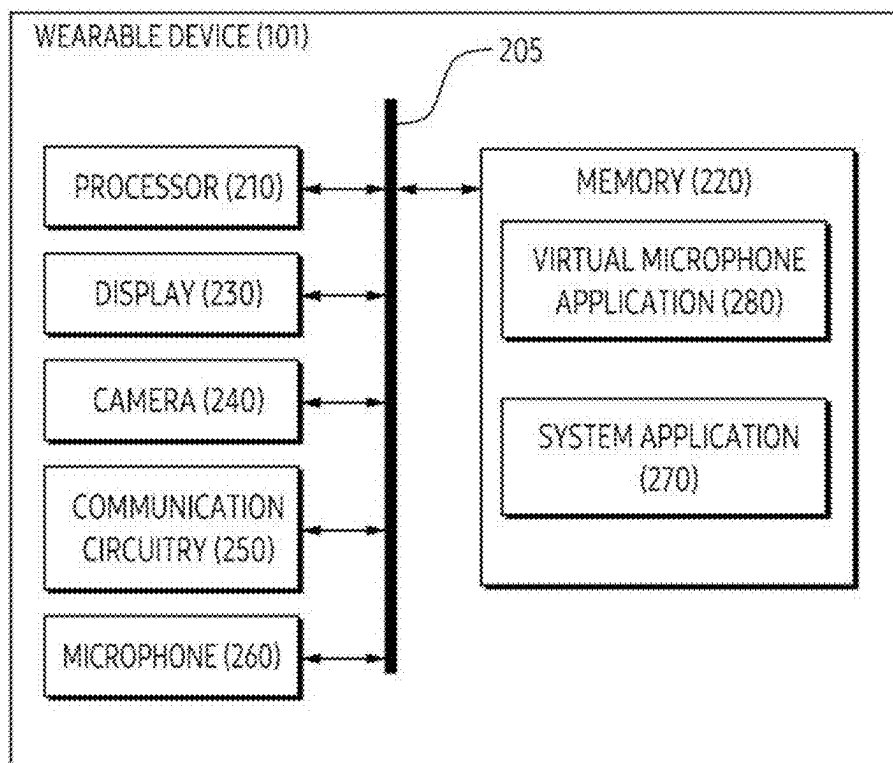 WEARABLE DEVICE (101)
205
PROCESSOR (210)
DISPLAY (230)
CAMERA (240)
COMMUNICATION
CIRCUITRY (250)
MICROPHONE (260)
MEMORY (220)
VIRTUAL MICROPHONE
APPLICATION (280)
SYSTEM APPLICATION
(270)